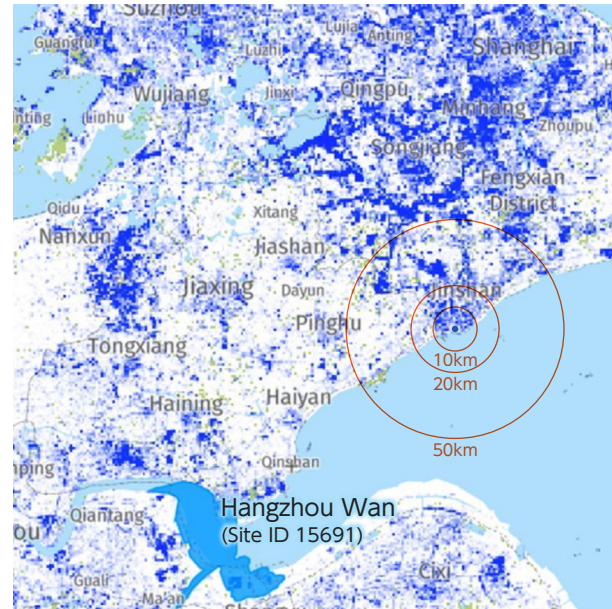 Suzhou
Lujia
Anting
Guangfu
Luzhi
Shanghai
Wujiang
Jinxi
Qingpu
Minhang
Linhu
Zhoupu
Songjiang
Fengxian
District
Qidu
Xitang
Nanxun
Jiashan
Jiaxing
Dayun
Jinshan
Pinghu
Tongxiang
10km
20km
Haining
Haiyan
50km
Qinshan
Hangzhou Wan
(Site ID 15691)
Qiantang
Cixi
Guali
Ma'an